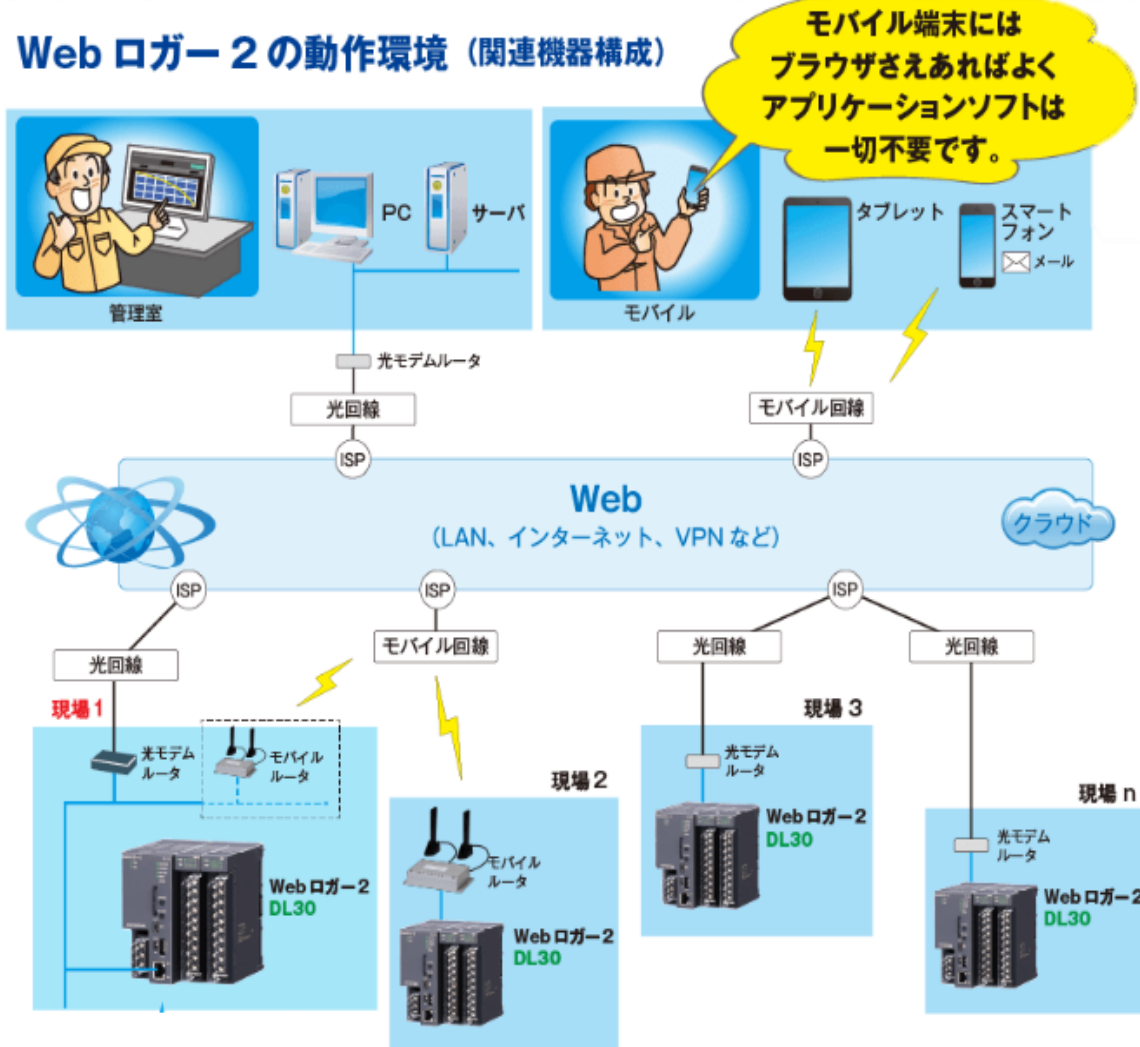 Web ロガー 2 の動作環境（関連機器構成）
モバイル端末には
ブラウザさえあればよく
アプリケーションソフトは
一切不要です。
PC
サーバ
管理室
タブレット
スマート
フォン
メール
モバイル
光モデムルータ
光回線
モバイル回線
ISP
ISP
Web
（LAN、インターネット、VPN など）
クラウド
ISP
ISP
ISP
光回線
モバイル回線
光回線
光回線
現場 1
光モデム
ルータ
モバイル
ルータ
Web ロガー 2
DL30
現場 2
モバイル
ルータ
Web ロガー 2
DL30
現場 3
光モデム
ルータ
Web ロガー 2
DL30
現場 n
光モデム
ルータ
Web ロガー 2
DL30